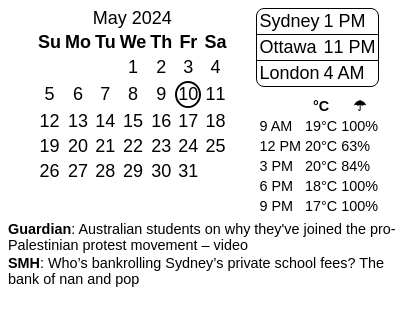 May 2024
Su Mo Tu We Th Fr Sa
1 2 3 4
5 6 7 8 9 10 11
12 13 14 15 16 17 18
19 20 21 22 23 24 25
26 27 28 29 30 31
Sydney 1 PM
Ottawa 11 PM
London 4 AM
°C ☂
9 AM 19°C 100%
12 PM 20°C 63%
3 PM 20°C 84%
6 PM 18°C 100%
9 PM 17°C 100%
Guardian: Australian students on why they've joined the pro-
Palestinian protest movement – video
SMH: Who’s bankrolling Sydney’s private school fees? The
bank of nan and pop